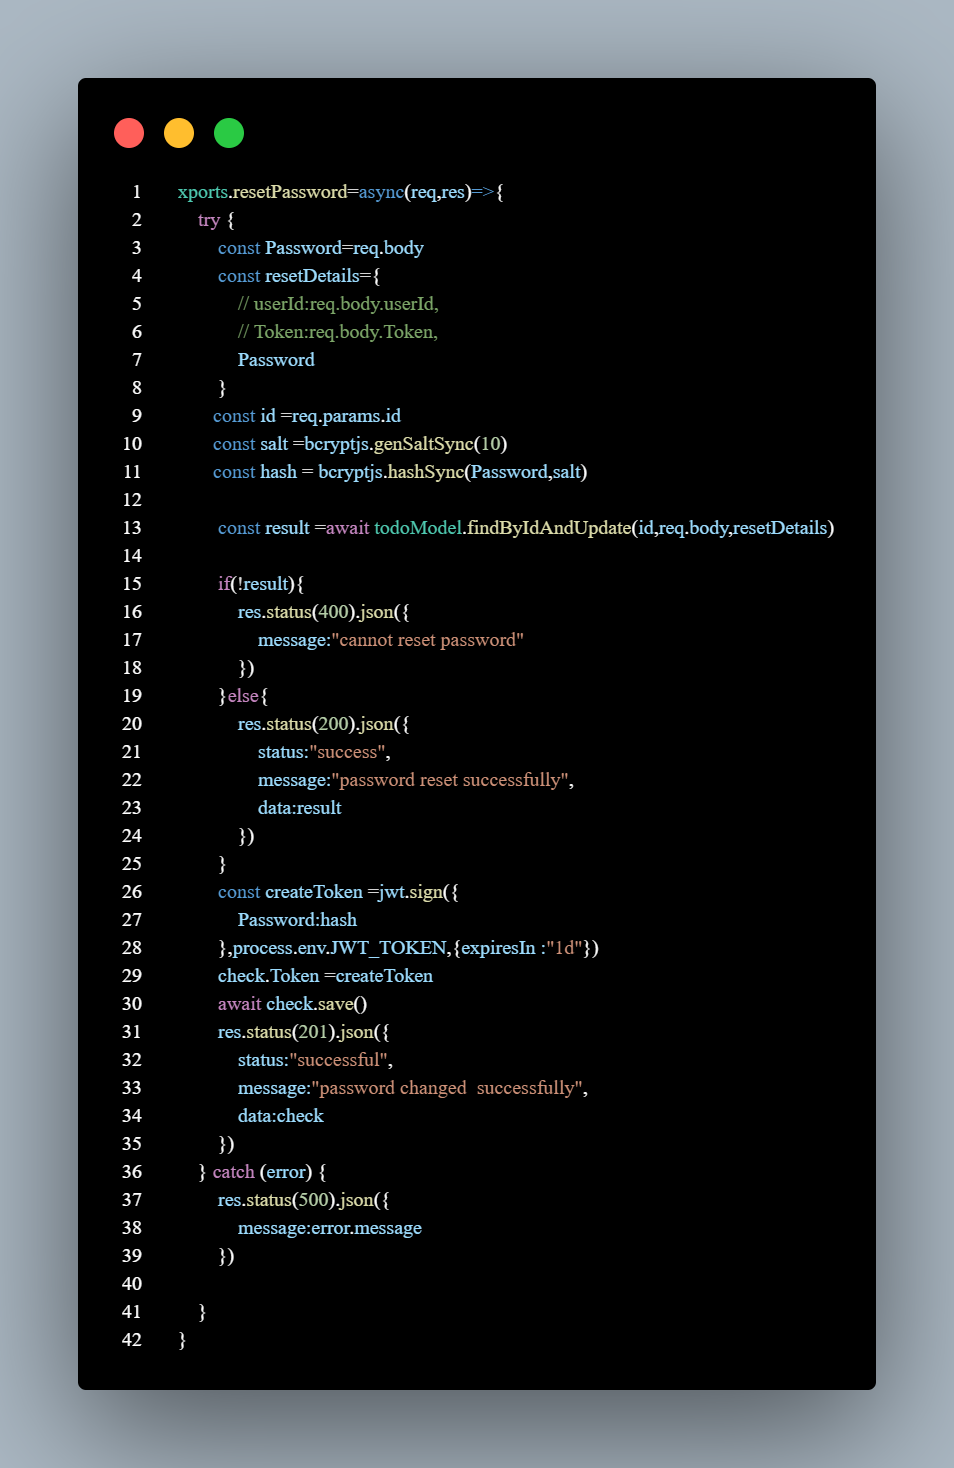 1 xports.resetPassword=async(req,res)=>{
2 try {
3 const Password=req.body
4 const resetDetails={
5 // userId:req.body.userId,
6 // Token:req.body.Token,
7 Password
8 }
9 const id =req.params.id
10 const salt =bcryptjs.genSaltSync(10)
11 const hash = bcryptjs.hashSync(Password,salt)
12
13 const result =await todoModel.findByIdAndUpdate(id,req.body,resetDetails)
14
15 if(!result){
16 res.status(400).json({
17 message:"cannot reset password"
18 })
19 }else{
20 res.status(200).json({
21 status:"success",
22 message:"password reset successfully",
23 data:result
24 })
25 }
26 const createToken =jwt.sign({
27 Password:hash
28 },process.env.JWT_TOKEN,{expiresIn :"1d"})
29 check.Token =createToken
30 await check.save()
31 res.status(201).json({
32 status:"successful",
33 message:"password changed  successfully",
34 data:check
35 })
36 } catch (error) {
37 res.status(500).json({
38 message:error.message
39 })
40
41 }
42 }